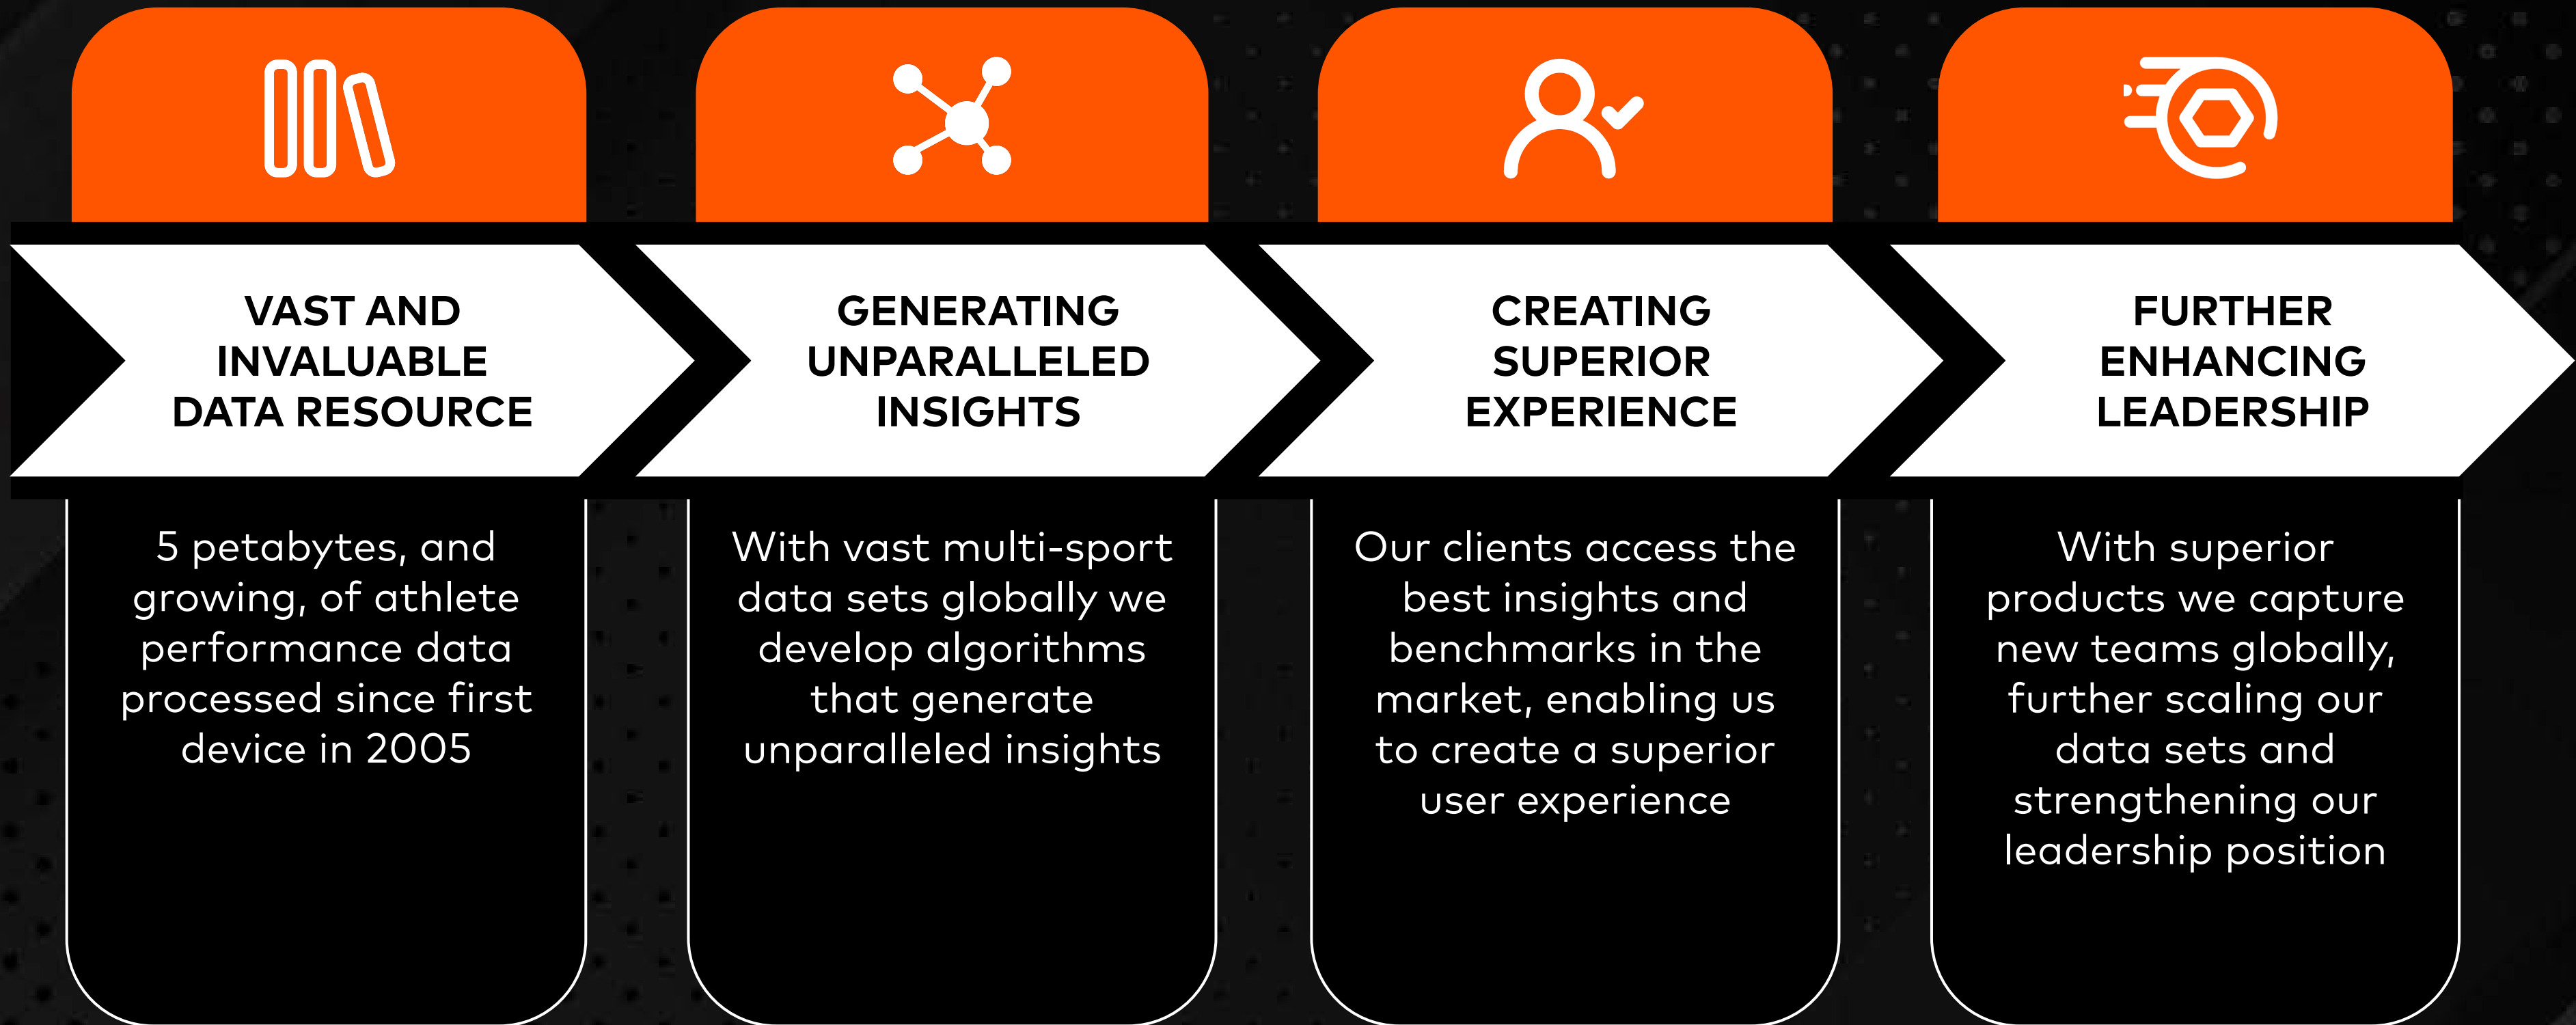 VAST AND
INVALUABLE
DATA RESOURCE
5 petabytes, and
growing, of athlete
performance data
processed since first
device in 2005
GENERATING
UNPARALLELED
INSIGHTS
With vast multi-sport
data sets globally we
develop algorithms
that generate
unparalleled insights
CREATING
SUPERIOR
EXPERIENCE
Our clients access the
best insights and
benchmarks in the
market, enabling us
to create a superior
user experience
FURTHER
ENHANCING
LEADERSHIP
With superior
products we capture
new teams globally,
further scaling our
data sets and
strengthening our
leadership position